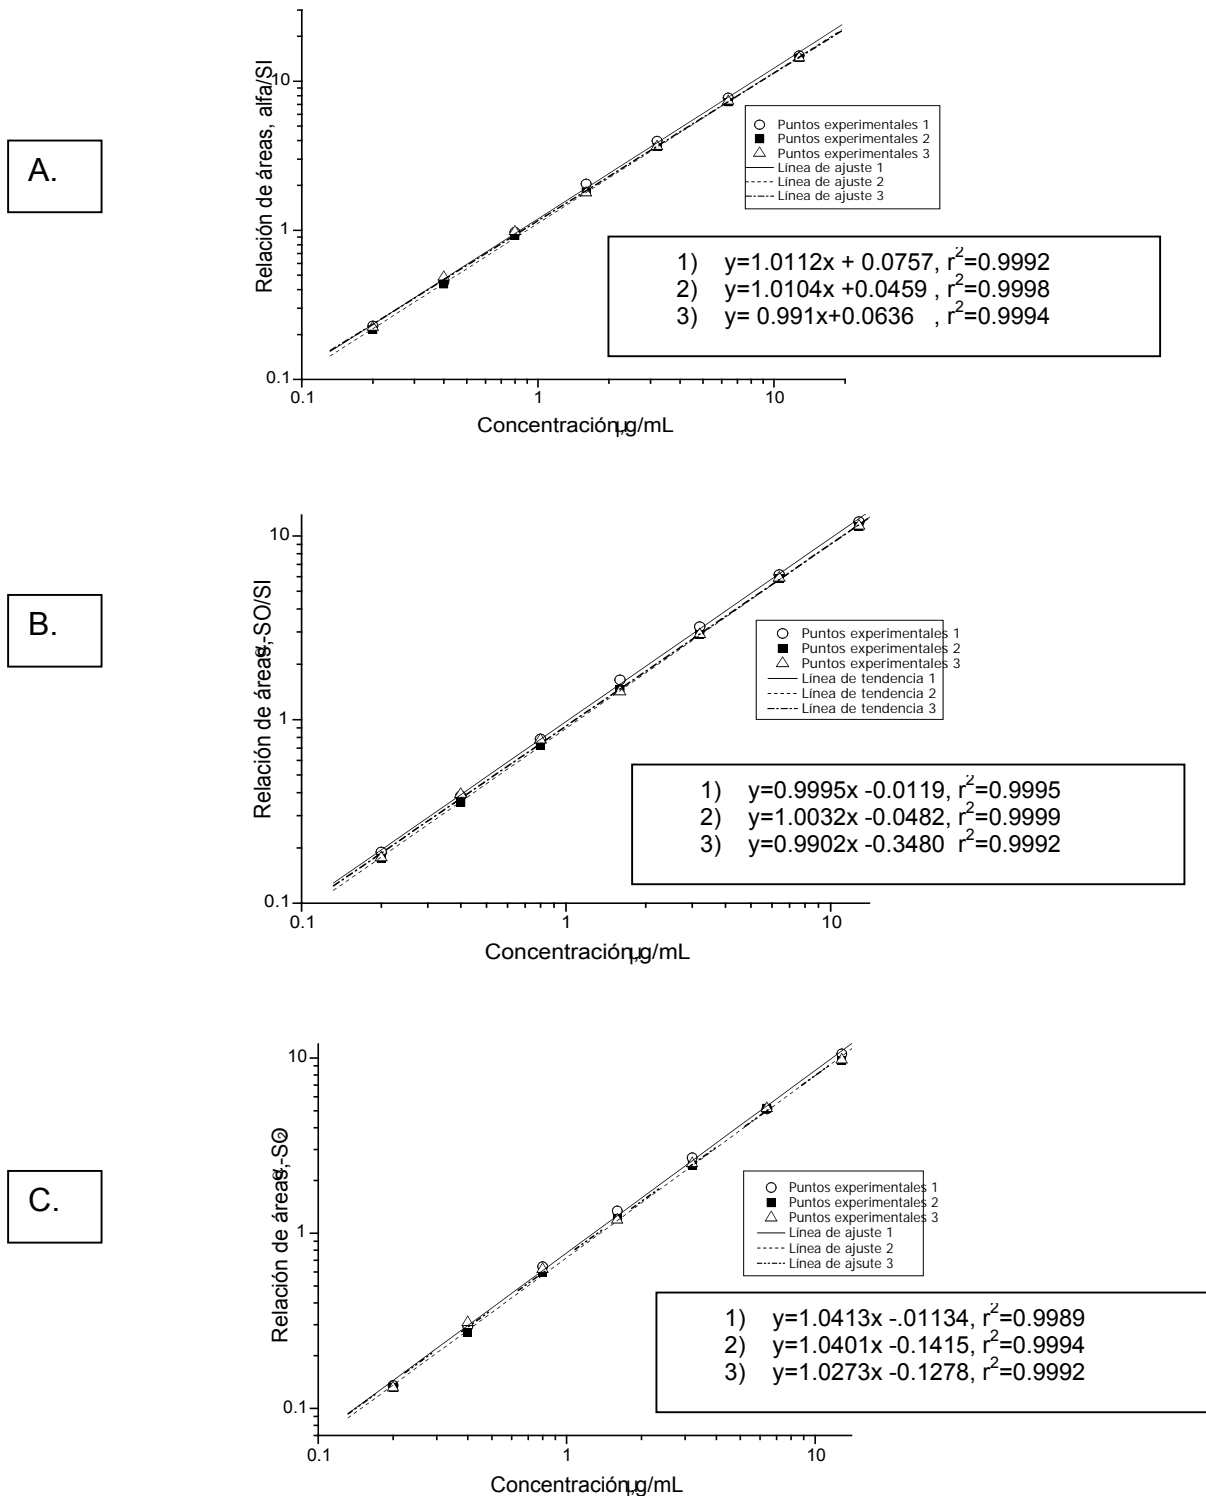 A.
Relación de áreas, alfa/SI
10
1
0.1
0.1 1 10
Concentración,µg/mL
Puntos experimentales 1
Puntos experimentales 2
Puntos experimentales 3
Línea de ajuste 1
Línea de ajuste 2
Línea de ajuste 3
1) y=1.0112x + 0.0757, r²=0.9992
2) y=1.0104x +0.0459 , r²=0.9998
3) y= 0.991x+0.0636 , r²=0.9994
B.
Relación de áreas, α-SO/SI
10
1
0.1
0.1 1 10
Concentración,µg/mL
Puntos experimentales 1
Puntos experimentales 2
Puntos experimentales 3
Línea de tendencia 1
Línea de tendencia 2
Línea de tendencia 3
1) y=0.9995x -0.0119, r²=0.9995
2) y=1.0032x -0.0482, r²=0.9999
3) y=0.9902x -0.3480 r²=0.9992
C.
Relación de áreas, α-SO2
10
1
0.1
0.1 1 10
Concentración,µg/mL
Puntos experimentales 1
Puntos experimentales 2
Puntos experimentales 3
Línea de ajuste 1
Línea de ajuste 2
Línea de ajsute 3
1) y=1.0413x -.01134, r²=0.9989
2) y=1.0401x -0.1415, r²=0.9994
3) y=1.0273x -0.1278, r²=0.9992